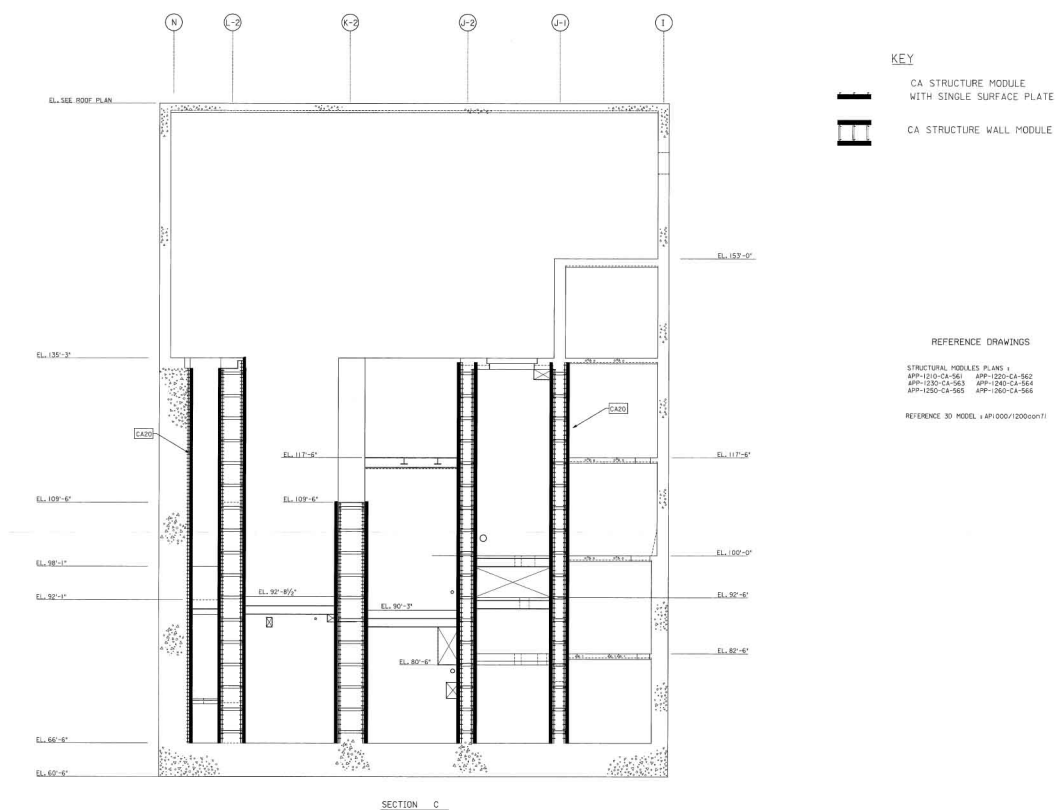 N L-2 K-2 J-2 J-1 I
KEY
CA STRUCTURE MODULE
WITH SINGLE SURFACE PLATE
CA STRUCTURE WALL MODULE
EL. SEE ROOF PLAN
EL. 153'-0"
REFERENCE DRAWINGS
STRUCTURAL MODULES PLANS :
APP-1210-CA-561 APP-1220-CA-562
APP-1230-CA-563 APP-1240-CA-564
APP-1250-CA-565 APP-1260-CA-566
REFERENCE 3D MODEL :
EL. 135'-3"
CA20
CA20
EL. 117'-6"
EL. 117'-6"
EL. 109'-6"
EL. 109'-6"
EL. 100'-0"
EL. 98'-1"
EL. 92'-1"
EL. 92'-8½"
EL. 90'-3"
EL. 92'-6"
EL. 80'-6"
EL. 82'-6"
EL. 66'-6"
EL. 60'-6"
SECTION C